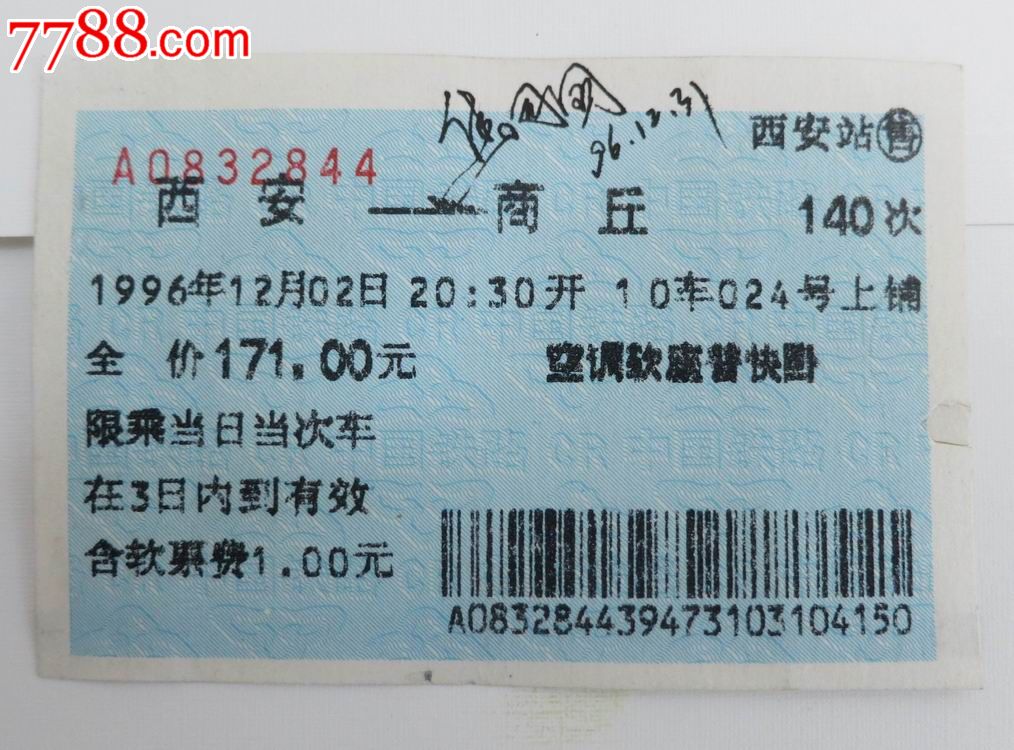 7788.com
96.12.31
西安站售
A0832844
西安——商丘 140次
1996年12月02日 20:30开 10车024号上铺
全 价171.00元 空调软座普快卧
限乘当日当次车
在3日内到有效
含软票费1.00元
A08328443947310310415​0